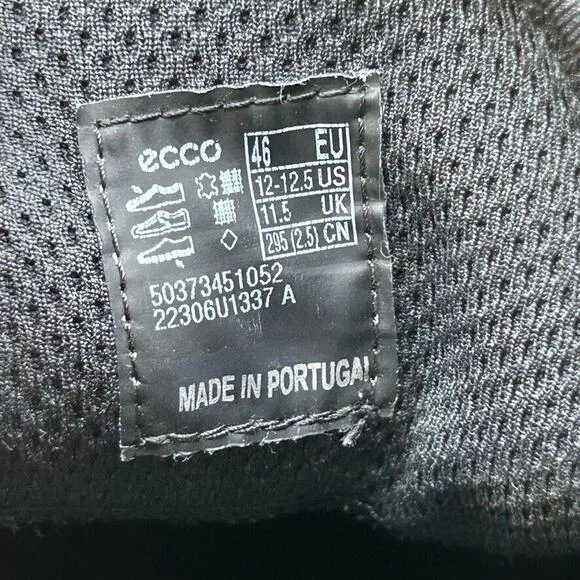 ecco
46 EU
12-12.5 US
11.5 UK
295 (2.5) CN
50373451052
22306U1337 A
MADE IN PORTUGAL